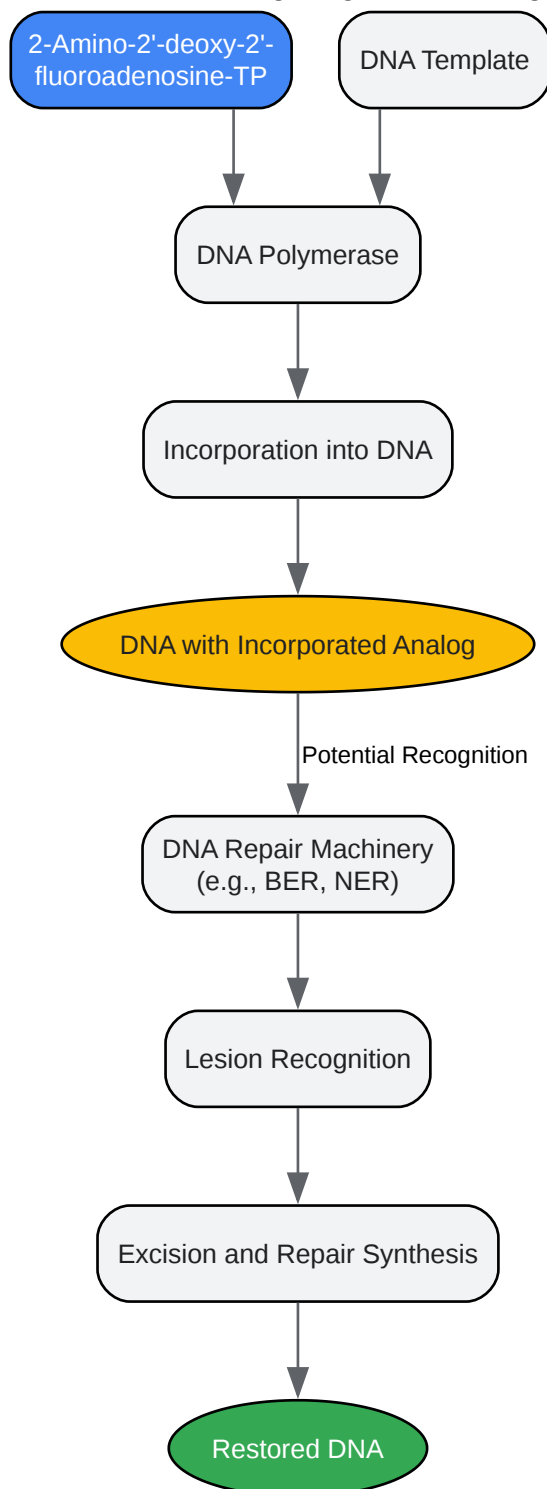 2-Amino-2'-deoxy-2'-
fluoroadenosine-TP
DNA Template
DNA Polymerase
Incorporation into DNA
DNA with Incorporated Analog
Potential Recognition
DNA Repair Machinery
(e.g., BER, NER)
Lesion Recognition
Excision and Repair Synthesis
Restored DNA